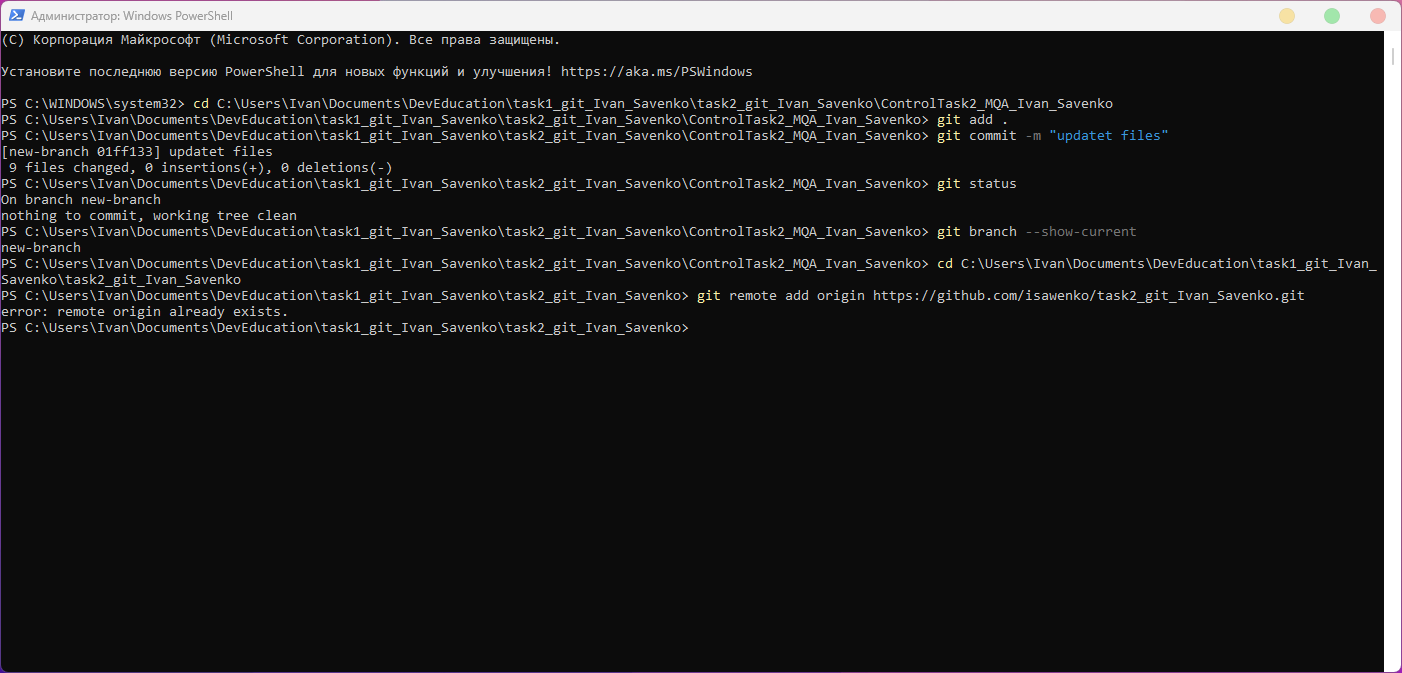 Администратор: Windows PowerShell
(C) Корпорация Майкрософт (Microsoft Corporation). Все права защищены.
Установите последнюю версию PowerShell для новых функций и улучшения! https://aka.ms/PSWindows
PS C:\WINDOWS\system32> cd C:\Users\Ivan\Documents\DevEducation\task1_git_Ivan_Savenko\task2_git_Ivan_Savenko\ControlTask2_MQA_Ivan_Savenko
PS C:\Users\Ivan\Documents\DevEducation\task1_git_Ivan_Savenko\task2_git_Ivan_Savenko\ControlTask2_MQA_Ivan_Savenko> git add .
PS C:\Users\Ivan\Documents\DevEducation\task1_git_Ivan_Savenko\task2_git_Ivan_Savenko\ControlTask2_MQA_Ivan_Savenko> git commit -m "updatet files"
[new-branch 01ff133] updatet files
 9 files changed, 0 insertions(+), 0 deletions(-)
PS C:\Users\Ivan\Documents\DevEducation\task1_git_Ivan_Savenko\task2_git_Ivan_Savenko\ControlTask2_MQA_Ivan_Savenko> git status
On branch new-branch
nothing to commit, working tree clean
PS C:\Users\Ivan\Documents\DevEducation\task1_git_Ivan_Savenko\task2_git_Ivan_Savenko\ControlTask2_MQA_Ivan_Savenko> git branch --show-current
new-branch
PS C:\Users\Ivan\Documents\DevEducation\task1_git_Ivan_Savenko\task2_git_Ivan_Savenko\ControlTask2_MQA_Ivan_Savenko> cd C:\Users\Ivan\Documents\DevEducation\task1_git_Ivan_
Savenko\task2_git_Ivan_Savenko
PS C:\Users\Ivan\Documents\DevEducation\task1_git_Ivan_Savenko\task2_git_Ivan_Savenko> git remote add origin https://github.com/isawenko/task2_git_Ivan_Savenko.git
error: remote origin already exists.
PS C:\Users\Ivan\Documents\DevEducation\task1_git_Ivan_Savenko\task2_git_Ivan_Savenko>